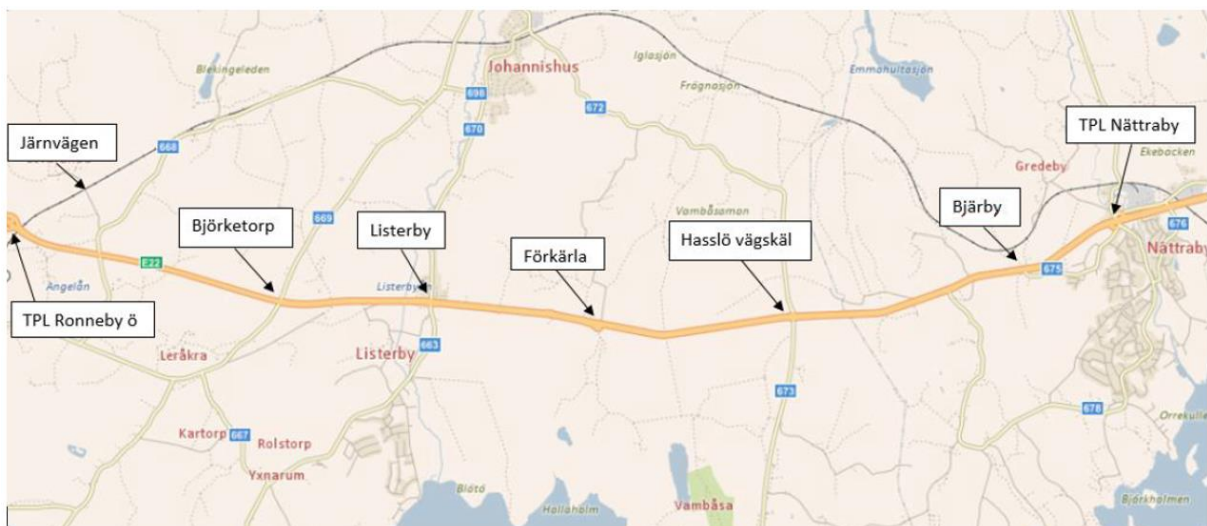 Blekingeleden
Johannishus
Iglasjön
Frögnasjön
Emmahultasjön
698
670
672
TPL Nättraby
Järnvägen
668
Ekebacken
Gredeby
Björketorp
669
Listerby
Förkärla
Vambåsamon
Hasslö vägskäl
Bjärby
676
Nättraby
E22
675
Angelån
TPL Ronneby ö
Leråkra
Listerby
663
673
678
Kartorp
667
Rolstorp
Yxnarum
Blötö
Hallaholm
Vambåsa
Björkholmen